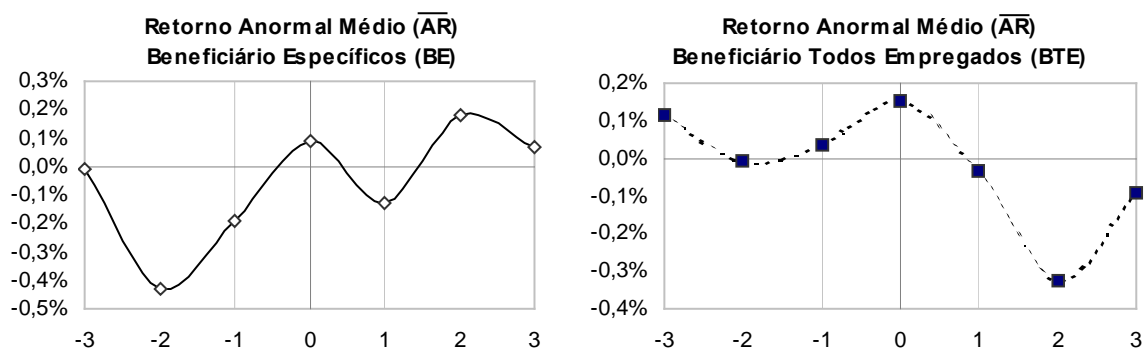 Retorno Anormal Médio (A̅R̅)
Beneficiário Específicos (BE)
0,3%
0,2%
0,1%
0,0%
-0,1%
-0,2%
-0,3%
-0,4%
-0,5%
-3 -2 -1 0 1 2 3
Retorno Anormal Médio (A̅R̅)
Beneficiário Todos Empregados (BTE)
0,2%
0,1%
0,0%
-0,1%
-0,2%
-0,3%
-0,4%
-3 -2 -1 0 1 2 3